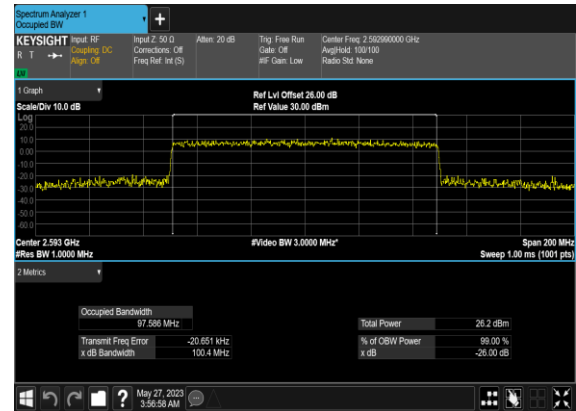 Spectrum Analyzer 1
Occupied BW
+
KEYSIGHT Input: RF Input Z: 50 Ω Atten: 20 dB Trig: Free Run Center Freq: 2.592990000 GHz
R T Coupling: DC Corrections: Off Gate: Off Avg|Hold: 100/100
Align: Off Freq Ref: Int (S) #IF Gain: Low Radio Std: None
1 Graph
Ref Lvl Offset 26.00 dB
Scale/Div 10.0 dB Ref Value 30.00 dBm
Log
20.0
10.0
0.00
-10.0
-20.0
-30.0
-40.0
-50.0
-60.0
Center 2.593 GHz #Video BW 3.0000 MHz* Span 200 MHz
#Res BW 1.0000 MHz Sweep 1.00 ms (1001 pts)
2 Metrics
Occupied Bandwidth
97.586 MHz Total Power 26.2 dBm
Transmit Freq Error -20.651 kHz % of OBW Power 99.00 %
x dB Bandwidth 100.4 MHz x dB -26.00 dB
? May 27, 2023
3:56:58 AM